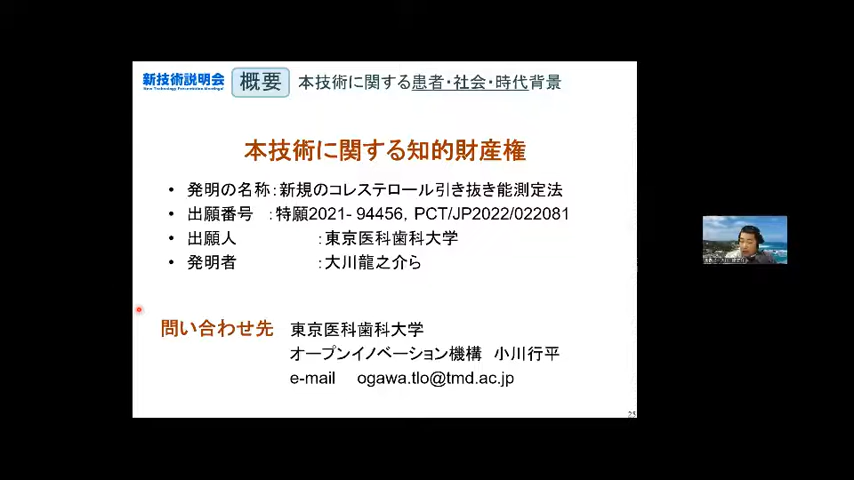 新技術説明会
New Technology Presentation Meetings!
概要 本技術に関する患者・社会・時代背景
本技術に関する知的財産権
• 発明の名称：新規のコレステロール引き抜き能測定法
• 出願番号 ：特願2021- 94456, PCT/JP2022/022081
• 出願人 ：東京医科歯科大学
• 発明者 ：大川龍之介ら
問い合わせ先 東京医科歯科大学
オープンイノベーション機構 小川行平
e-mail ogawa.tlo@tmd.ac.jp
25